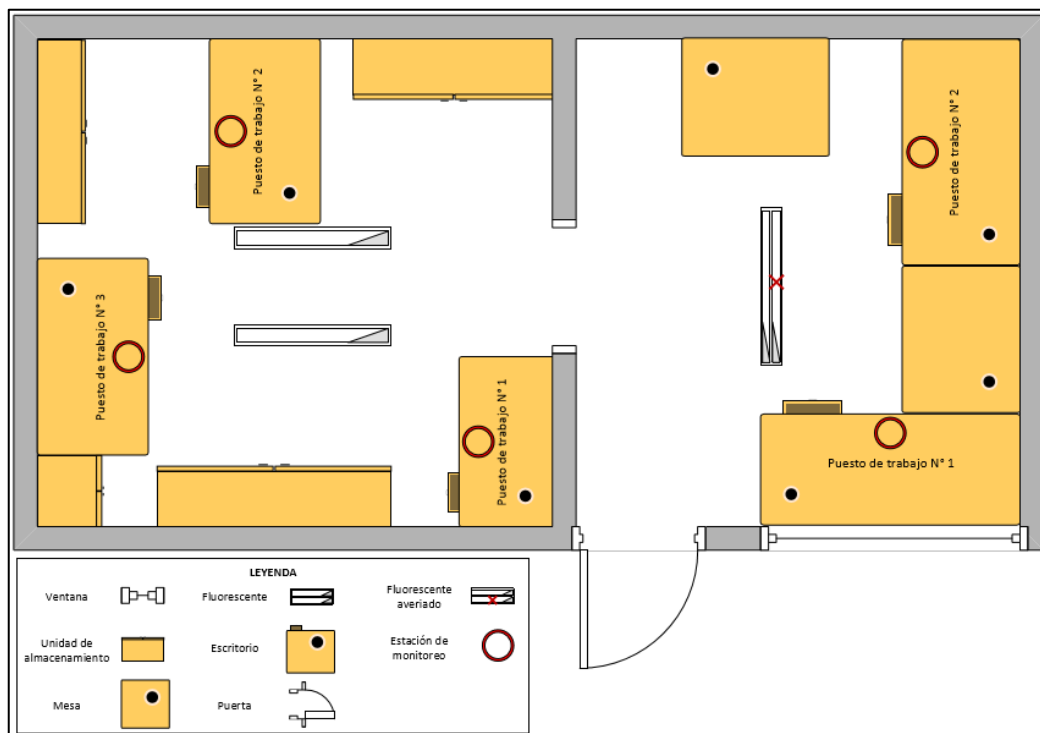 Puesto de trabajo N° 2
Puesto de trabajo N° 2
Puesto de trabajo N° 3
Puesto de trabajo N° 1
Puesto de trabajo N° 1
LEYENDA
Ventana
Fluorescente
Fluorescente
averiado
Unidad de
almacenamiento
Escritorio
Estación de
monitoreo
Mesa
Puerta